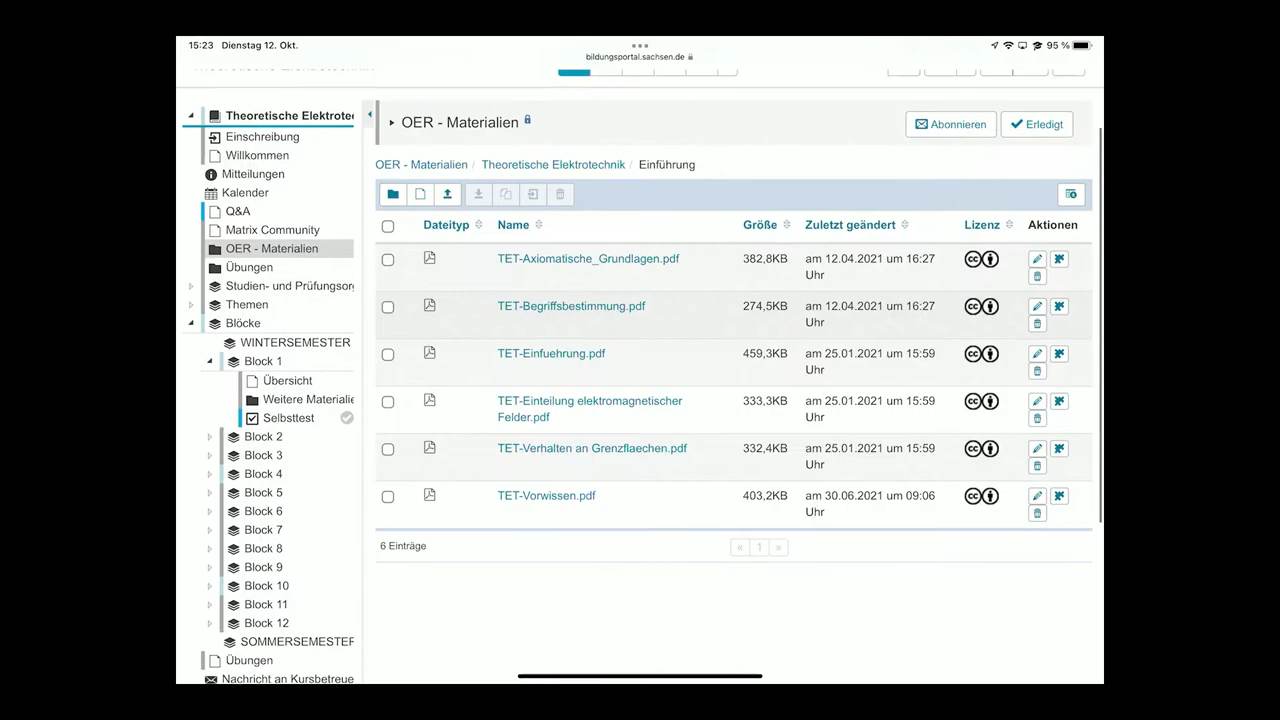 15:23 Dienstag 12. Okt.
95 %
bildungsportal.sachsen.de
Theoretische Elektrote
Einschreibung
Willkommen
Mitteilungen
Kalender
Q&A
Matrix Community
OER - Materialien
Übungen
Studien- und Prüfungsor
Themen
Blöcke
WINTERSEMESTER
Block 1
Übersicht
Weitere Materialie
Selbsttest
Block 2
Block 3
Block 4
Block 5
Block 6
Block 7
Block 8
Block 9
Block 10
Block 11
Block 12
SOMMERSEMESTER
Übungen
Nachricht an Kursbetreue
OER - Materialien
Abonnieren
Erledigt
OER - Materialien / Theoretische Elektrotechnik / Einführung
Dateityp Name Größe Zuletzt geändert Lizenz Aktionen
TET-Axiomatische_Grundlagen.pdf 382,8KB am 12.04.2021 um 16:27
Uhr
TET-Begriffsbestimmung.pdf 274,5KB am 12.04.2021 um 16:27
Uhr
TET-Einfuehrung.pdf 459,3KB am 25.01.2021 um 15:59
Uhr
TET-Einteilung elektromagnetischer 333,3KB am 25.01.2021 um 15:59
Felder.pdf Uhr
TET-Verhalten an Grenzflaechen.pdf 332,4KB am 25.01.2021 um 15:59
Uhr
TET-Vorwissen.pdf 403,2KB am 30.06.2021 um 09:06
Uhr
6 Einträge
« 1 »